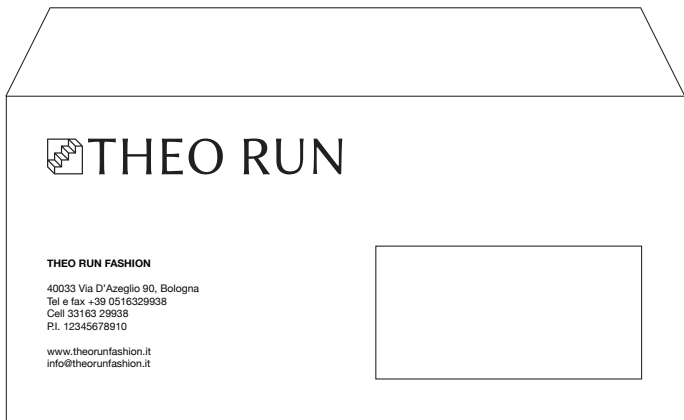 THEO RUN
THEO RUN FASHION
40033 Via D'Azeglio 90, Bologna
Tel e fax +39 0516329938
Cell 33163 29938
P.I. 12345678910
www.theorunfashion.it
info@theorunfashion.it